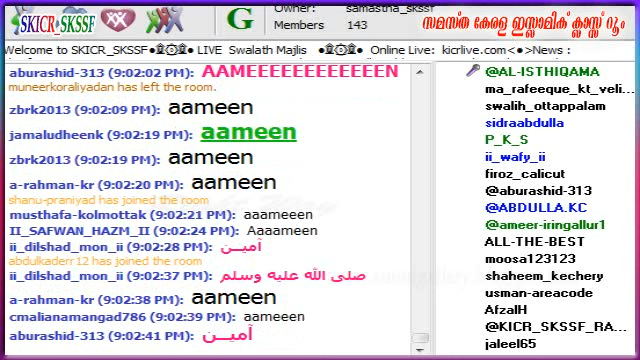 SKICR_SKSSF
G
Owner: samastha_skssf
Members 143
സമസ്ത കേരള ഇസ്ലാമിക് ക്ലാസ്സ് റൂം
Welcome to SKICR_SKSSF●۩۞۩● LIVE Swalath Majlis ●۩۞۩● Online Live: kicrlive.com<●>News :
aburashid-313 (9:02:02 PM): AAMEEEEEEEEEEEEN
muneerkoraliyadan has left the room.
zbrk2013 (9:02:09 PM): aameen
jamaludheenk (9:02:19 PM): aameen
zbrk2013 (9:02:19 PM): aameen
a-rahman-kr (9:02:20 PM): aameen
shanu-praniyad has joined the room
musthafa-kolmottak (9:02:21 PM): aaameeen
II_SAFWAN_HAZM_II (9:02:24 PM): Aaaameen
ii_dilshad_mon_ii (9:02:28 PM): آميــن
abdulkaderr12 has joined the room
ii_dilshad_mon_ii (9:02:37 PM): صلى الله عليه وسلم
a-rahman-kr (9:02:38 PM): aameen
cmalianamangad786 (9:02:39 PM): aameeen
aburashid-313 (9:02:41 PM): آميــن
@AL-ISTHIQAMA
ma_rafeeque_kt_veli...
swalih_ottappalam
sidraabdulla
P_K_S
ii_wafy_ii
firoz_calicut
@aburashid-313
@ABDULLA.KC
@ameer-iringallur1
ALL-THE-BEST
moosa123123
shaheem_kechery
usman-areacode
AfzalH
@KICR_SKSSF_RA...
jaleel65